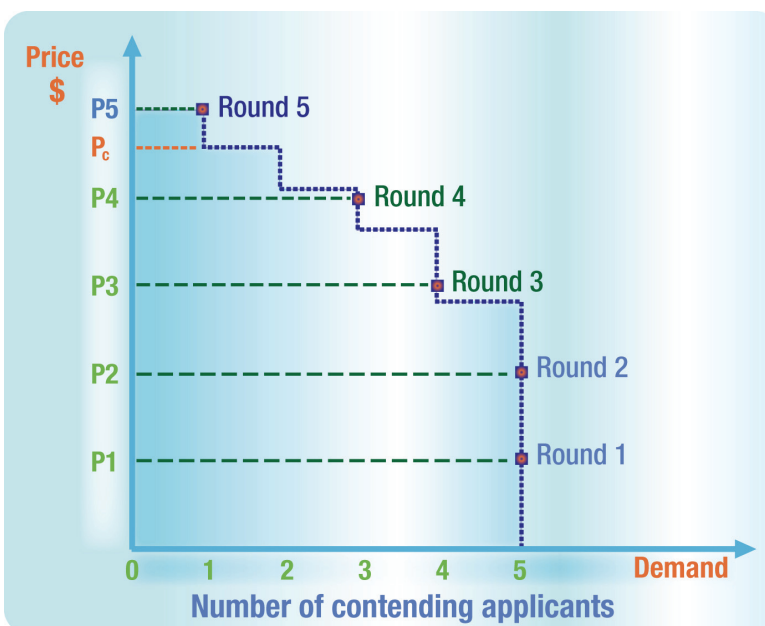 Price
$
P5
Round 5
Pc
P4
Round 4
P3
Round 3
P2
Round 2
P1
Round 1
0 1 2 3 4 5 Demand
Number of contending applicants